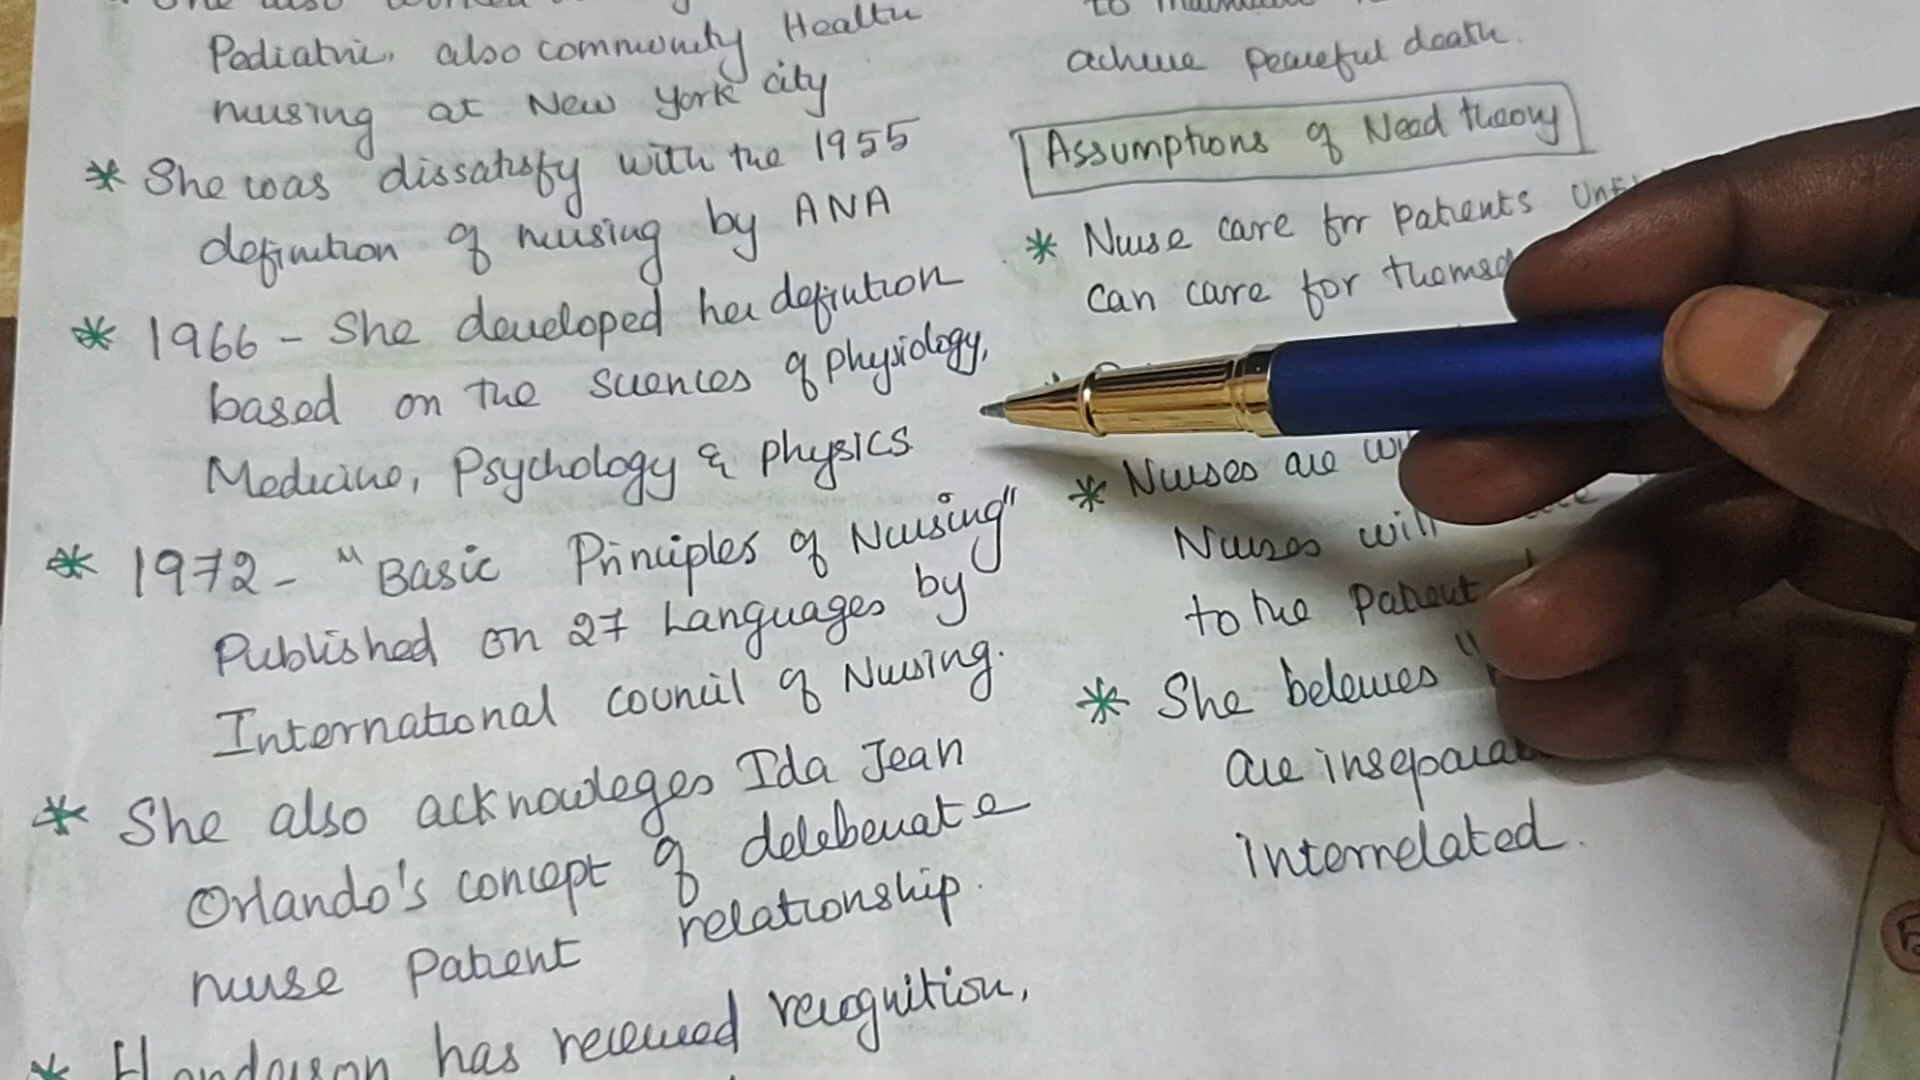 Pediatric, also community Health
nursing at New York city
* She was dissatisfy with the 1955
definition of nursing by ANA
* 1966 - She developed her definition
based on the sciences of physiology,
Medicine, Psychology & physics
* 1972 - "Basic Principles of Nursing"
Published on 27 Languages by
International council of Nursing.
* She also acknowleges Ida Jean
Orlando's concept of deleberate
nurse Patient relationship.
* Henderson has received recognition,
achieve Peaceful death.
Assumptions of Need theory
* Nurse care for patients
can care for
* Nurses are
Nurses will
to the Patient
* She believes "
are
interrelated.